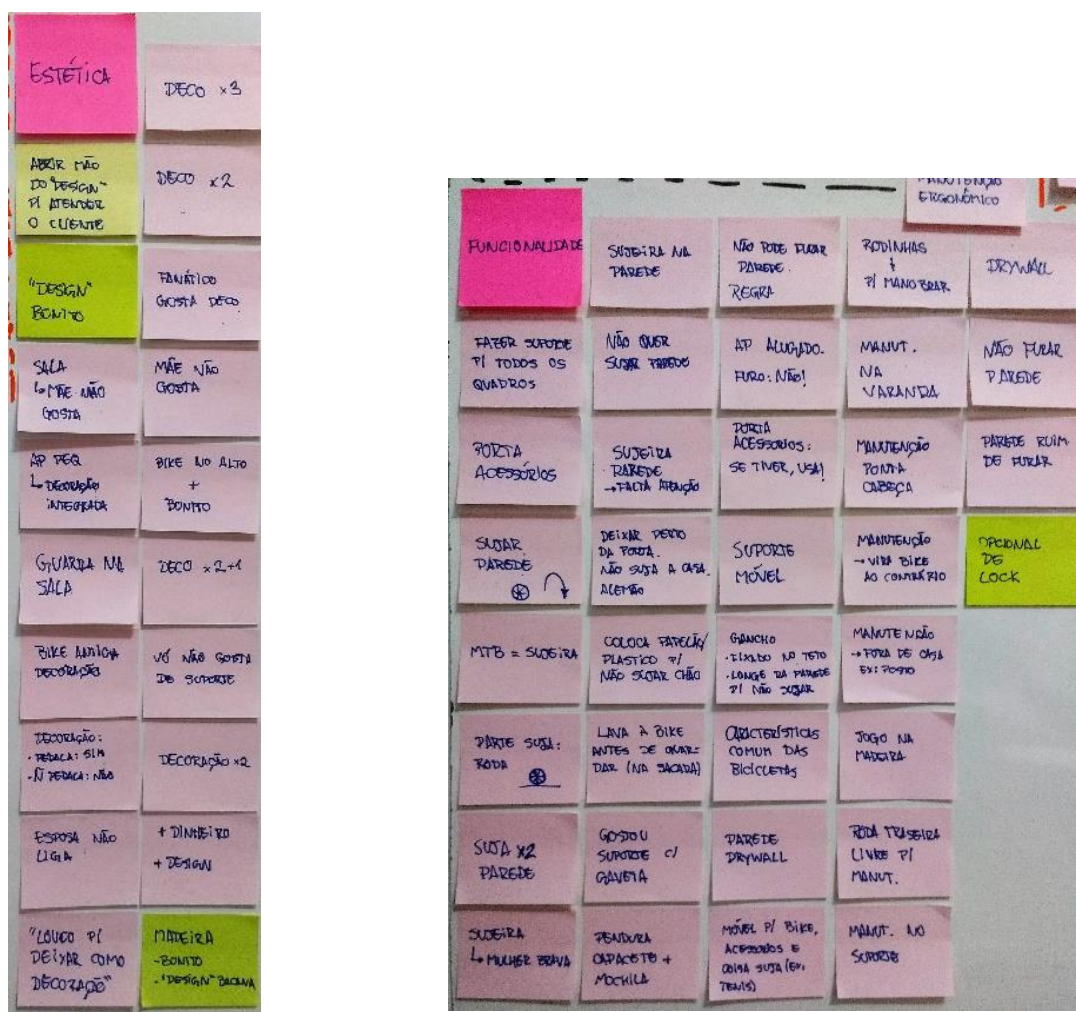 ESTÉTICA
DECO x3
ABRIR MÃO
DO "DESIGN"
P/ ATENDER
O CLIENTE
DECO x2
"DESIGN"
BONITO
FANÁTICO
GOSTA DECO
SALA
↳ MÃE NÃO
GOSTA
MÃE NÃO
GOSTA
AP PEQ
↳ DECORAÇÃO
INTEGRADA
BIKE NO ALTO
+
BONITO
GUARDA NA
SALA
DECO x2+1
BIKE ANTIGA
DECORAÇÃO
VÓ NÃO GOSTA
DE SUPORTE
DECORAÇÃO:
· PEDALA: SIM
· Ñ PEDALA: NÃO
DECORAÇÃO x2
ESPOSA NÃO
LIGA
+ DINHEIRO
+ DESIGN
"LOUCO P/
DEIXAR COMO
DECORAÇÃO"
MADEIRA
-BONITO
-"DESIGN" BACANA
MANUTENÇÃO
ERGONÔMICO
FUNCIONALIDADE
SUJEIRA NA
PAREDE
NÃO PODE FURAR
PAREDE.
REGRA
RODINHAS
↓
P/ MANOBRAR
DRYWALL
FAZER SUPORTE
P/ TODOS OS
QUADROS
NÃO QUER
SUJAR PAREDE
AP ALUGADO.
FURO: NÃO!
MANUT.
NA
VARANDA
NÃO FURAR
PAREDE
PORTA
ACESSÓRIOS
SUJEIRA
PAREDE
→FALTA ATENÇÃO
PORTA
ACESSÓRIOS:
SE TIVER, USA!
MANUTENÇÃO
PONTA
CABEÇA
PAREDE RUIM
DE FURAR
SUJAR
PAREDE
DEIXAR PERTO
DA PORTA.
NÃO SUJA A CASA.
ALEMÃO
SUPORTE
MÓVEL
MANUTENÇÃO
→ VIRA BIKE
AO CONTRÁRIO
OPCIONAL
DE
LOCK
MTB = SUJEIRA
COLOCA PAPELÃO/
PLASTICO P/
NÃO SUJAR CHÃO
GANCHO
· FIXADO NO TETO
· LONGE DA PAREDE
P/ NÃO SUJAR
MANUTENÇÃO
→ FORA DE CASA
EX: POSTO
PARTE SUJA:
RODA
LAVA A BIKE
ANTES DE GUAR-
DAR (NA SACADA)
CARACTERÍSTICAS
COMUM DAS
BICICLETAS
JOGO NA
MADEIRA
SUJA x2
PAREDE
GOSTOU
SUPORTE C/
GAVETA
PAREDE
DRYWALL
RODA TRASEIRA
LIVRE P/
MANUT.
SUJEIRA
↳ MULHER BRAVA
PENDURA
CAPACETE +
MOCHILA
MÓVEL P/ BIKE,
ACESSÓRIOS E
COISA SUJA (EX:
TENIS)
MANUT. NO
SUPORTE